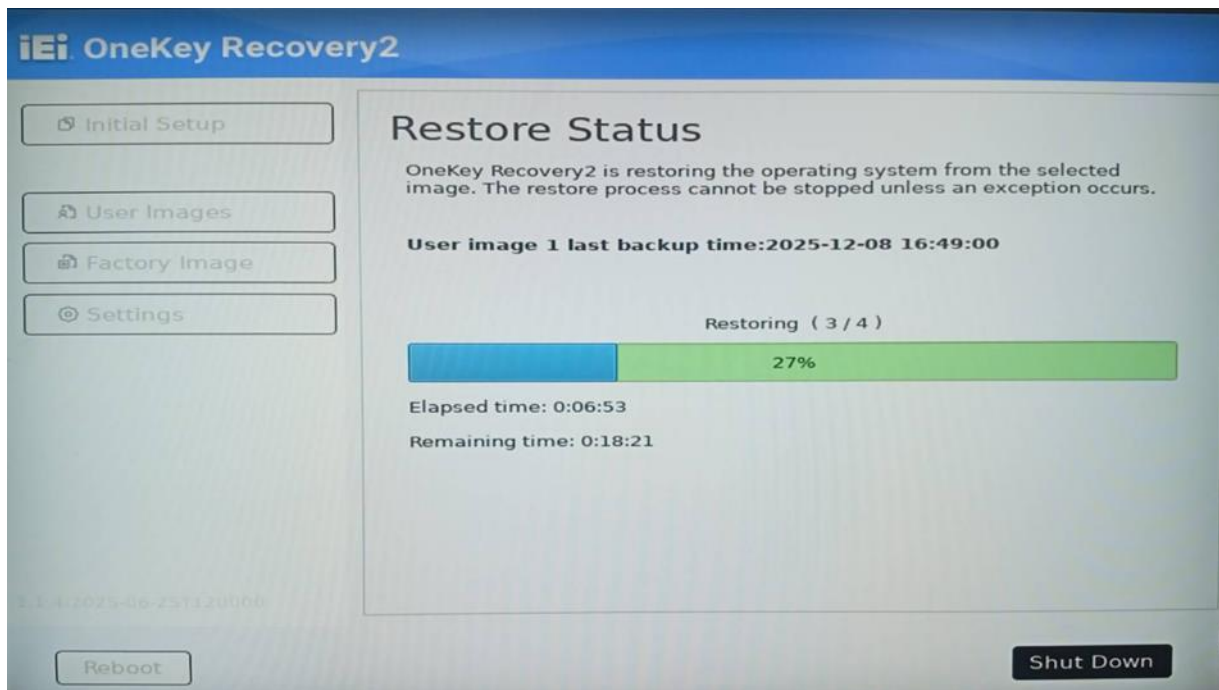 iEi OneKey Recovery2
Initial Setup
User Images
Factory Image
Settings
Restore Status
OneKey Recovery2 is restoring the operating system from the selected
image. The restore process cannot be stopped unless an exception occurs.
User image 1 last backup time:2025-12-08 16:49:00
Restoring ( 3 / 4 )
27%
Elapsed time: 0:06:53
Remaining time: 0:18:21
Reboot
Shut Down